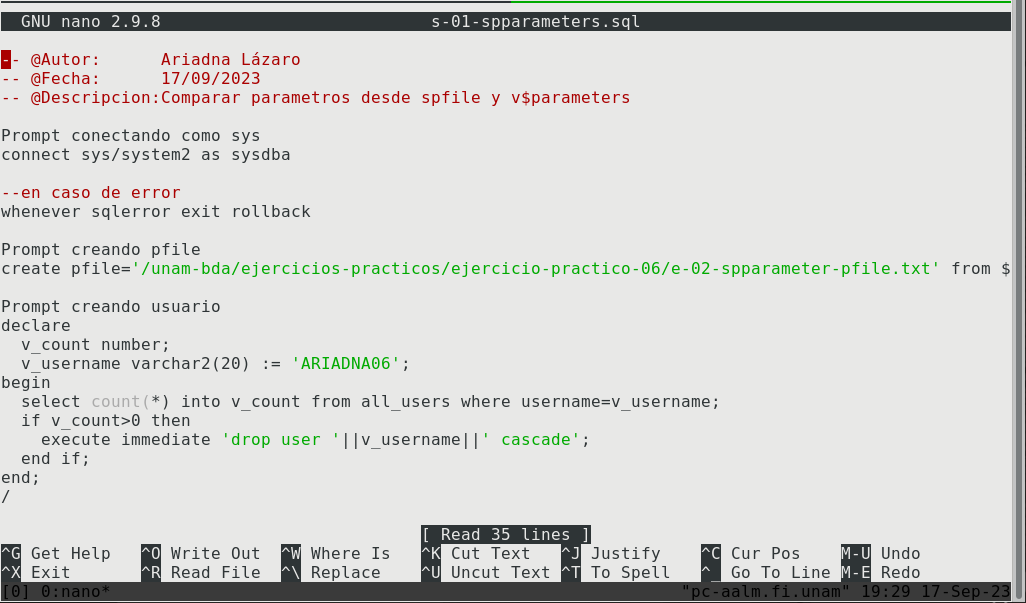 GNU nano 2.9.8 s-01-spparameters.sql
-- @Autor: Ariadna Lázaro
-- @Fecha: 17/09/2023
-- @Descripcion:Comparar parametros desde spfile y v$parameters
Prompt conectando como sys
connect sys/system2 as sysdba
--en caso de error
whenever sqlerror exit rollback
Prompt creando pfile
create pfile='/unam-bda/ejercicios-practicos/ejercicio-practico-06/e-02-spparameter-pfile.txt' from $
Prompt creando usuario
declare
  v_count number;
  v_username varchar2(20) := 'ARIADNA06';
begin
  select count(*) into v_count from all_users where username=v_username;
  if v_count>0 then
    execute immediate 'drop user '||v_username||' cascade';
  end if;
end;
/
[ Read 35 lines ]
^G Get Help ^O Write Out ^W Where Is ^K Cut Text ^J Justify ^C Cur Pos M-U Undo
^X Exit ^R Read File ^\ Replace ^U Uncut Text ^T To Spell ^_ Go To Line M-E Redo
[0] 0:nano* "pc-aalm.fi.unam" 19:29 17-Sep-23